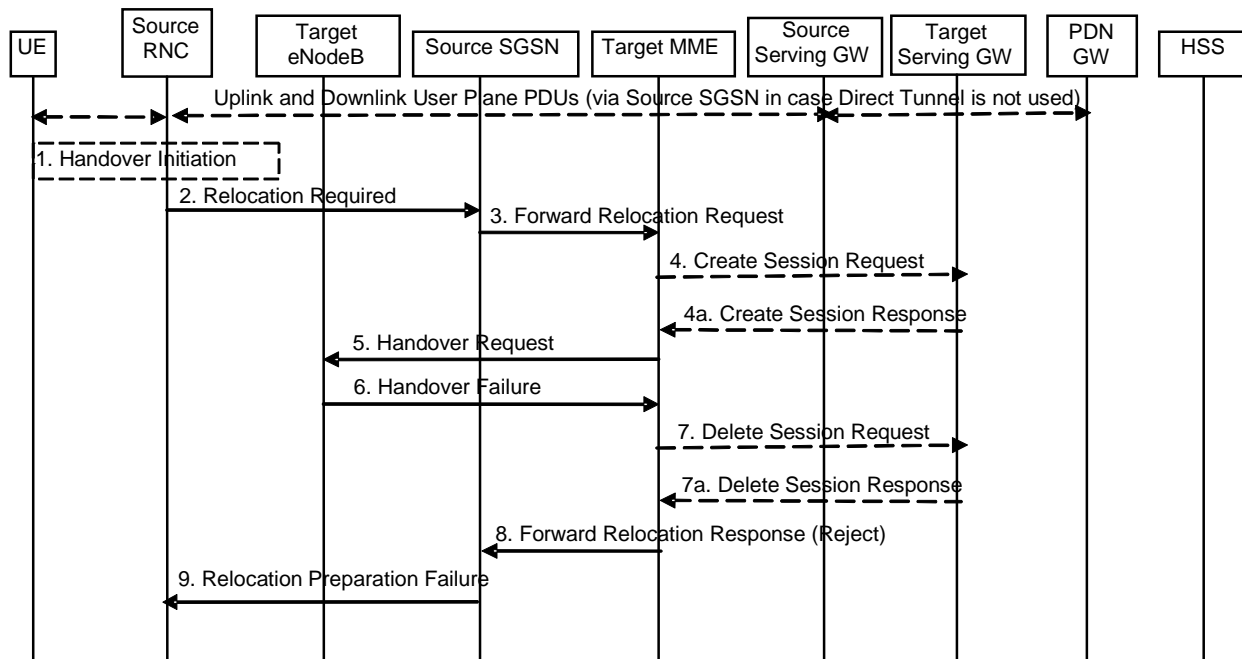 UE
Source
RNC
Target
eNodeB
Source SGSN
Target MME
Source
Serving GW
Target
Serving GW
PDN
GW
HSS
Uplink and Downlink User Plane PDUs (via Source SGSN in case Direct Tunnel is not used)
1. Handover Initiation
2. Relocation Required
3. Forward Relocation Request
4. Create Session Request
4a. Create Session Response
5. Handover Request
6. Handover Failure
7. Delete Session Request
7a. Delete Session Response
8. Forward Relocation Response (Reject)
9. Relocation Preparation Failure